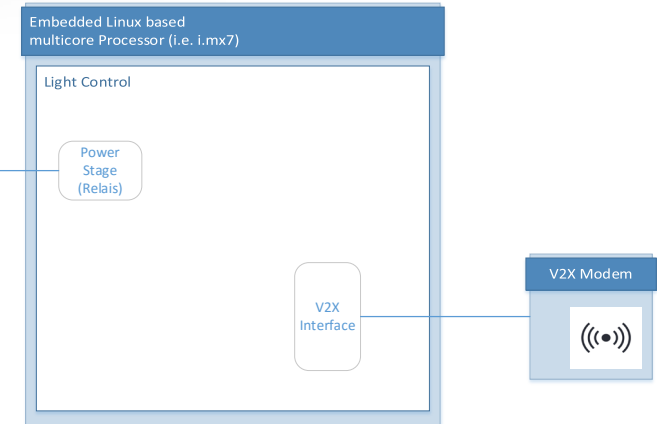 Embedded Linux based
multicore Processor (i.e. i.mx7)
Light Control
Power
Stage
(Relais)
V2X
Interface
V2X Modem